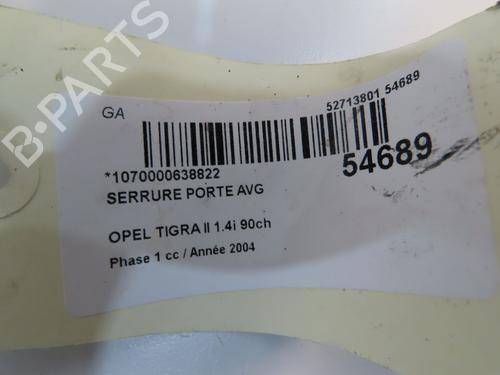 B-PARTS
GA
52713801 54689
*1070000638822
54689
SERRURE PORTE AVG
OPEL TIGRA II 1.4i 90ch
Phase 1 cc / Année 2004